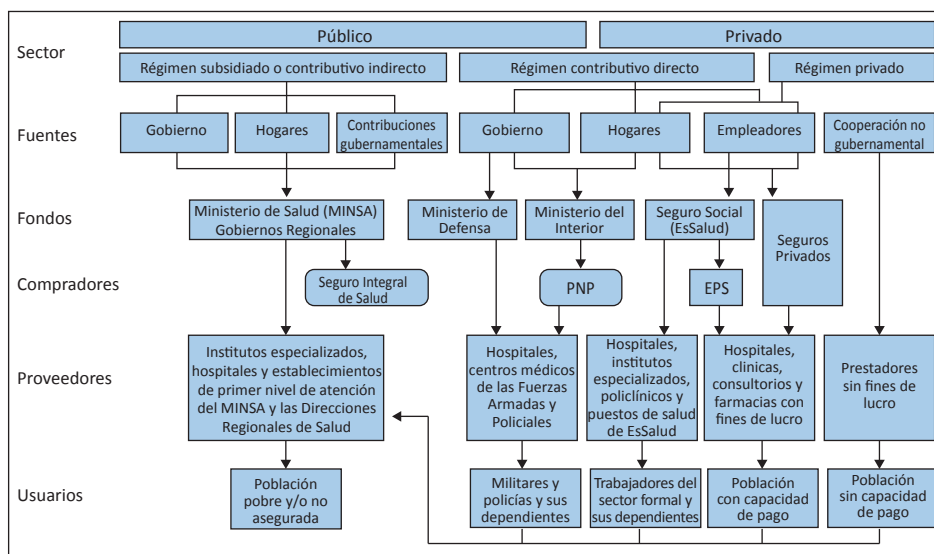 Sector
Público
Privado
Régimen subsidiado o contributivo indirecto
Régimen contributivo directo
Régimen privado
Fuentes
Gobierno
Hogares
Contribuciones
gubernamentales
Gobierno
Hogares
Empleadores
Cooperación no
gubernamental
Fondos
Ministerio de Salud (MINSA)
Gobiernos Regionales
Ministerio de
Defensa
Ministerio del
Interior
Seguro Social
(EsSalud)
Seguros
Privados
Compradores
Seguro Integral
de Salud
PNP
EPS
Proveedores
Institutos especializados,
hospitales y establecimientos
de primer nivel de atención
del MINSA y las Direcciones
Regionales de Salud
Hospitales,
centros médicos
de las Fuerzas
Armadas y
Policiales
Hospitales,
institutos
especializados,
policlínicos y
puestos de salud
de EsSalud
Hospitales,
clinicas,
consultorios y
farmacias con
fines de lucro
Prestadores
sin fines de
lucro
Usuarios
Población
pobre y/o no
asegurada
Militares y
policías y sus
dependientes
Trabajadores del
sector formal y
sus dependientes
Población
con capacidad
de pago
Población
sin capacidad
de pago